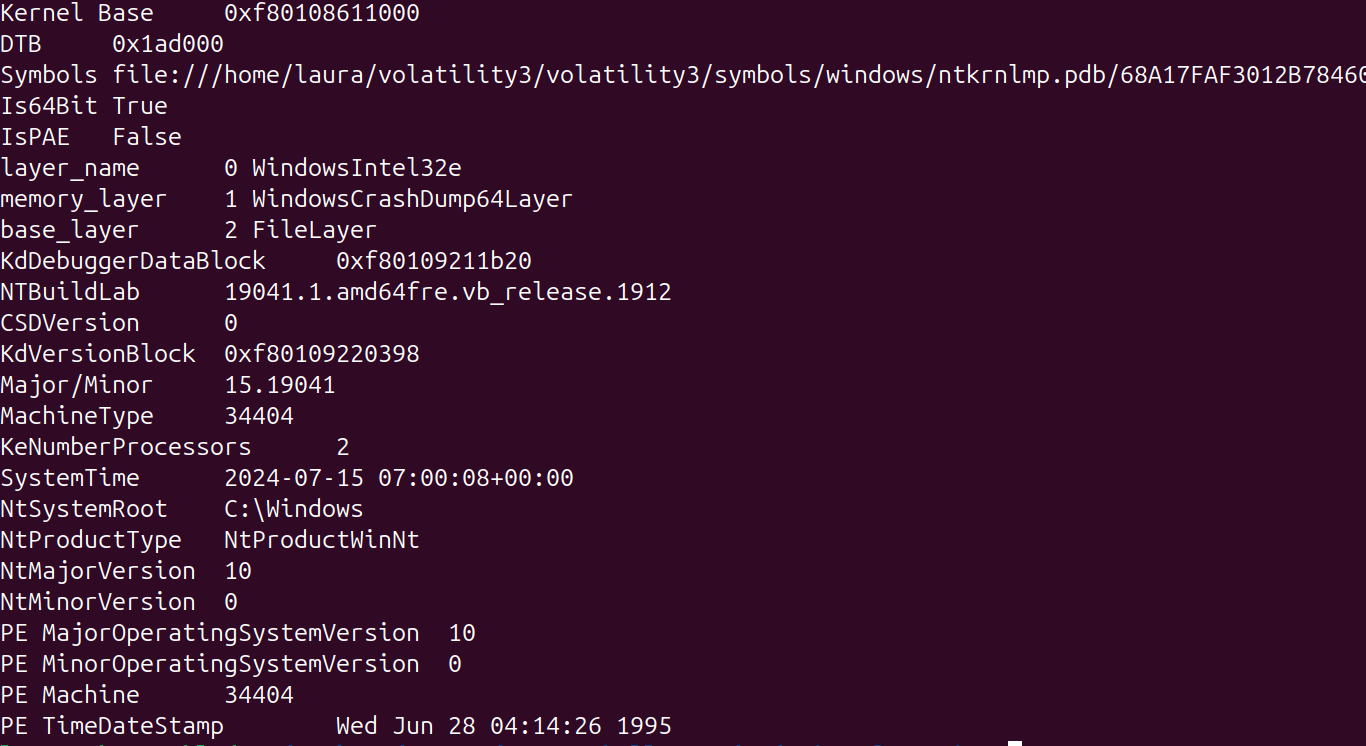 Kernel Base 0xf80108611000
DTB 0x1ad000
Symbols file:///home/laura/volatility3/volatility3/symbols/windows/ntkrnlmp.pdb/68A17FAF3012B78460
Is64Bit True
IsPAE False
layer_name 0 WindowsIntel32e
memory_layer 1 WindowsCrashDump64Layer
base_layer 2 FileLayer
KdDebuggerDataBlock 0xf80109211b20
NTBuildLab 19041.1.amd64fre.vb_release.1912
CSDVersion 0
KdVersionBlock 0xf80109220398
Major/Minor 15.19041
MachineType 34404
KeNumberProcessors 2
SystemTime 2024-07-15 07:00:08+00:00
NtSystemRoot C:\Windows
NtProductType NtProductWinNt
NtMajorVersion 10
NtMinorVersion 0
PE MajorOperatingSystemVersion 10
PE MinorOperatingSystemVersion 0
PE Machine 34404
PE TimeDateStamp Wed Jun 28 04:14:26 1995